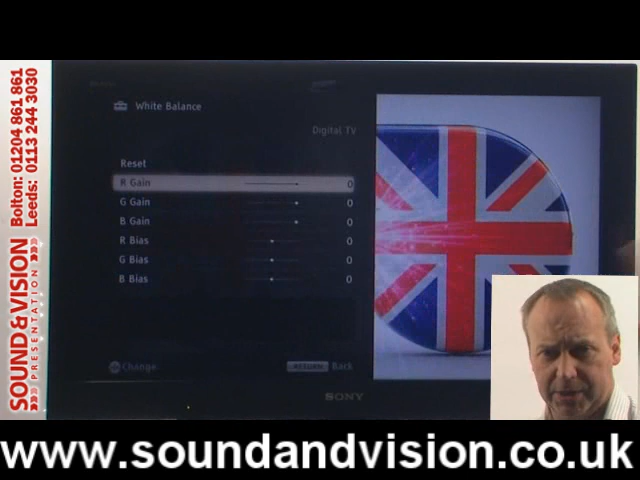 Bolton: 01204 861 861
Leeds: 0113 244 3030
SOUND & VISION
PRESENTATION
White Balance
Digital TV
Reset
R Gain 0
G Gain 0
B Gain 0
R Bias 0
G Bias 0
B Bias 0
Change
RETURN Back
SONY
www.soundandvision.co.uk